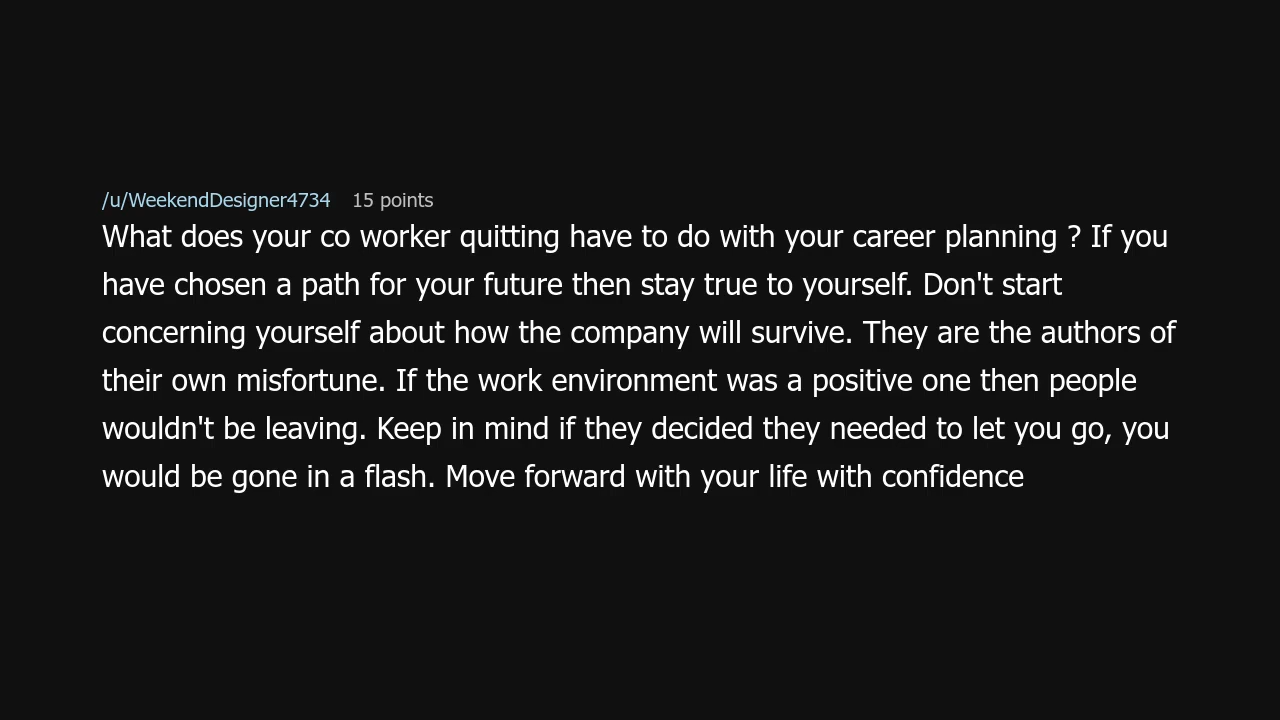 /u/WeekendDesigner4734 15 points
What does your co worker quitting have to do with your career planning ? If you
have chosen a path for your future then stay true to yourself. Don't start
concerning yourself about how the company will survive. They are the authors of
their own misfortune. If the work environment was a positive one then people
wouldn't be leaving. Keep in mind if they decided they needed to let you go, you
would be gone in a flash. Move forward with your life with confidence